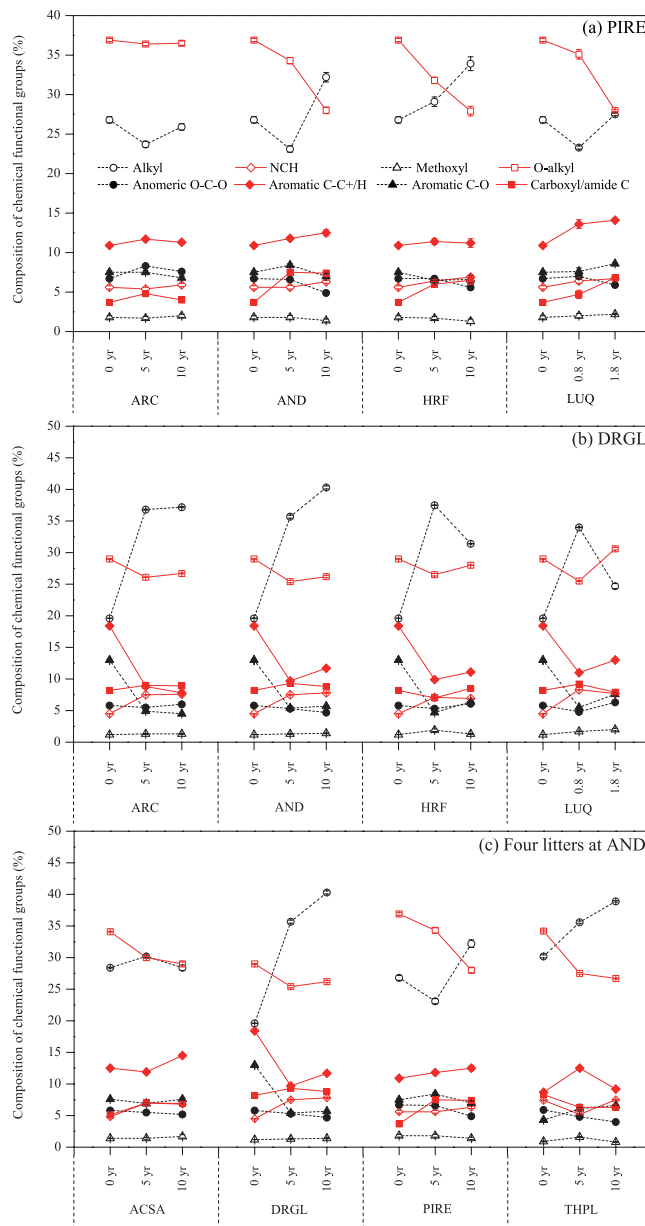 (a) PIRE
Composition of chemical functional groups (%)
40
35
30
25
20
15
10
5
0
Alkyl NCH Methoxyl O-alkyl
Anomeric O-C-O Aromatic C-C+/H Aromatic C-O Carboxyl/amide C
0 yr 5 yr 10 yr 0 yr 5 yr 10 yr 0 yr 5 yr 10 yr 0 yr 0.8 yr 1.8 yr
ARC AND HRF LUQ
(b) DRGL
Composition of chemical functional groups (%)
50
45
40
35
30
25
20
15
10
5
0
0 yr 5 yr 10 yr 0 yr 5 yr 10 yr 0 yr 5 yr 10 yr 0 yr 0.8 yr 1.8 yr
ARC AND HRF LUQ
(c) Four litters at AND
Composition of chemical functional groups (%)
50
45
40
35
30
25
20
15
10
5
0
0 yr 5 yr 10 yr 0 yr 5 yr 10 yr 0 yr 5 yr 10 yr 0 yr 5 yr 10 yr
ACSA DRGL PIRE THPL